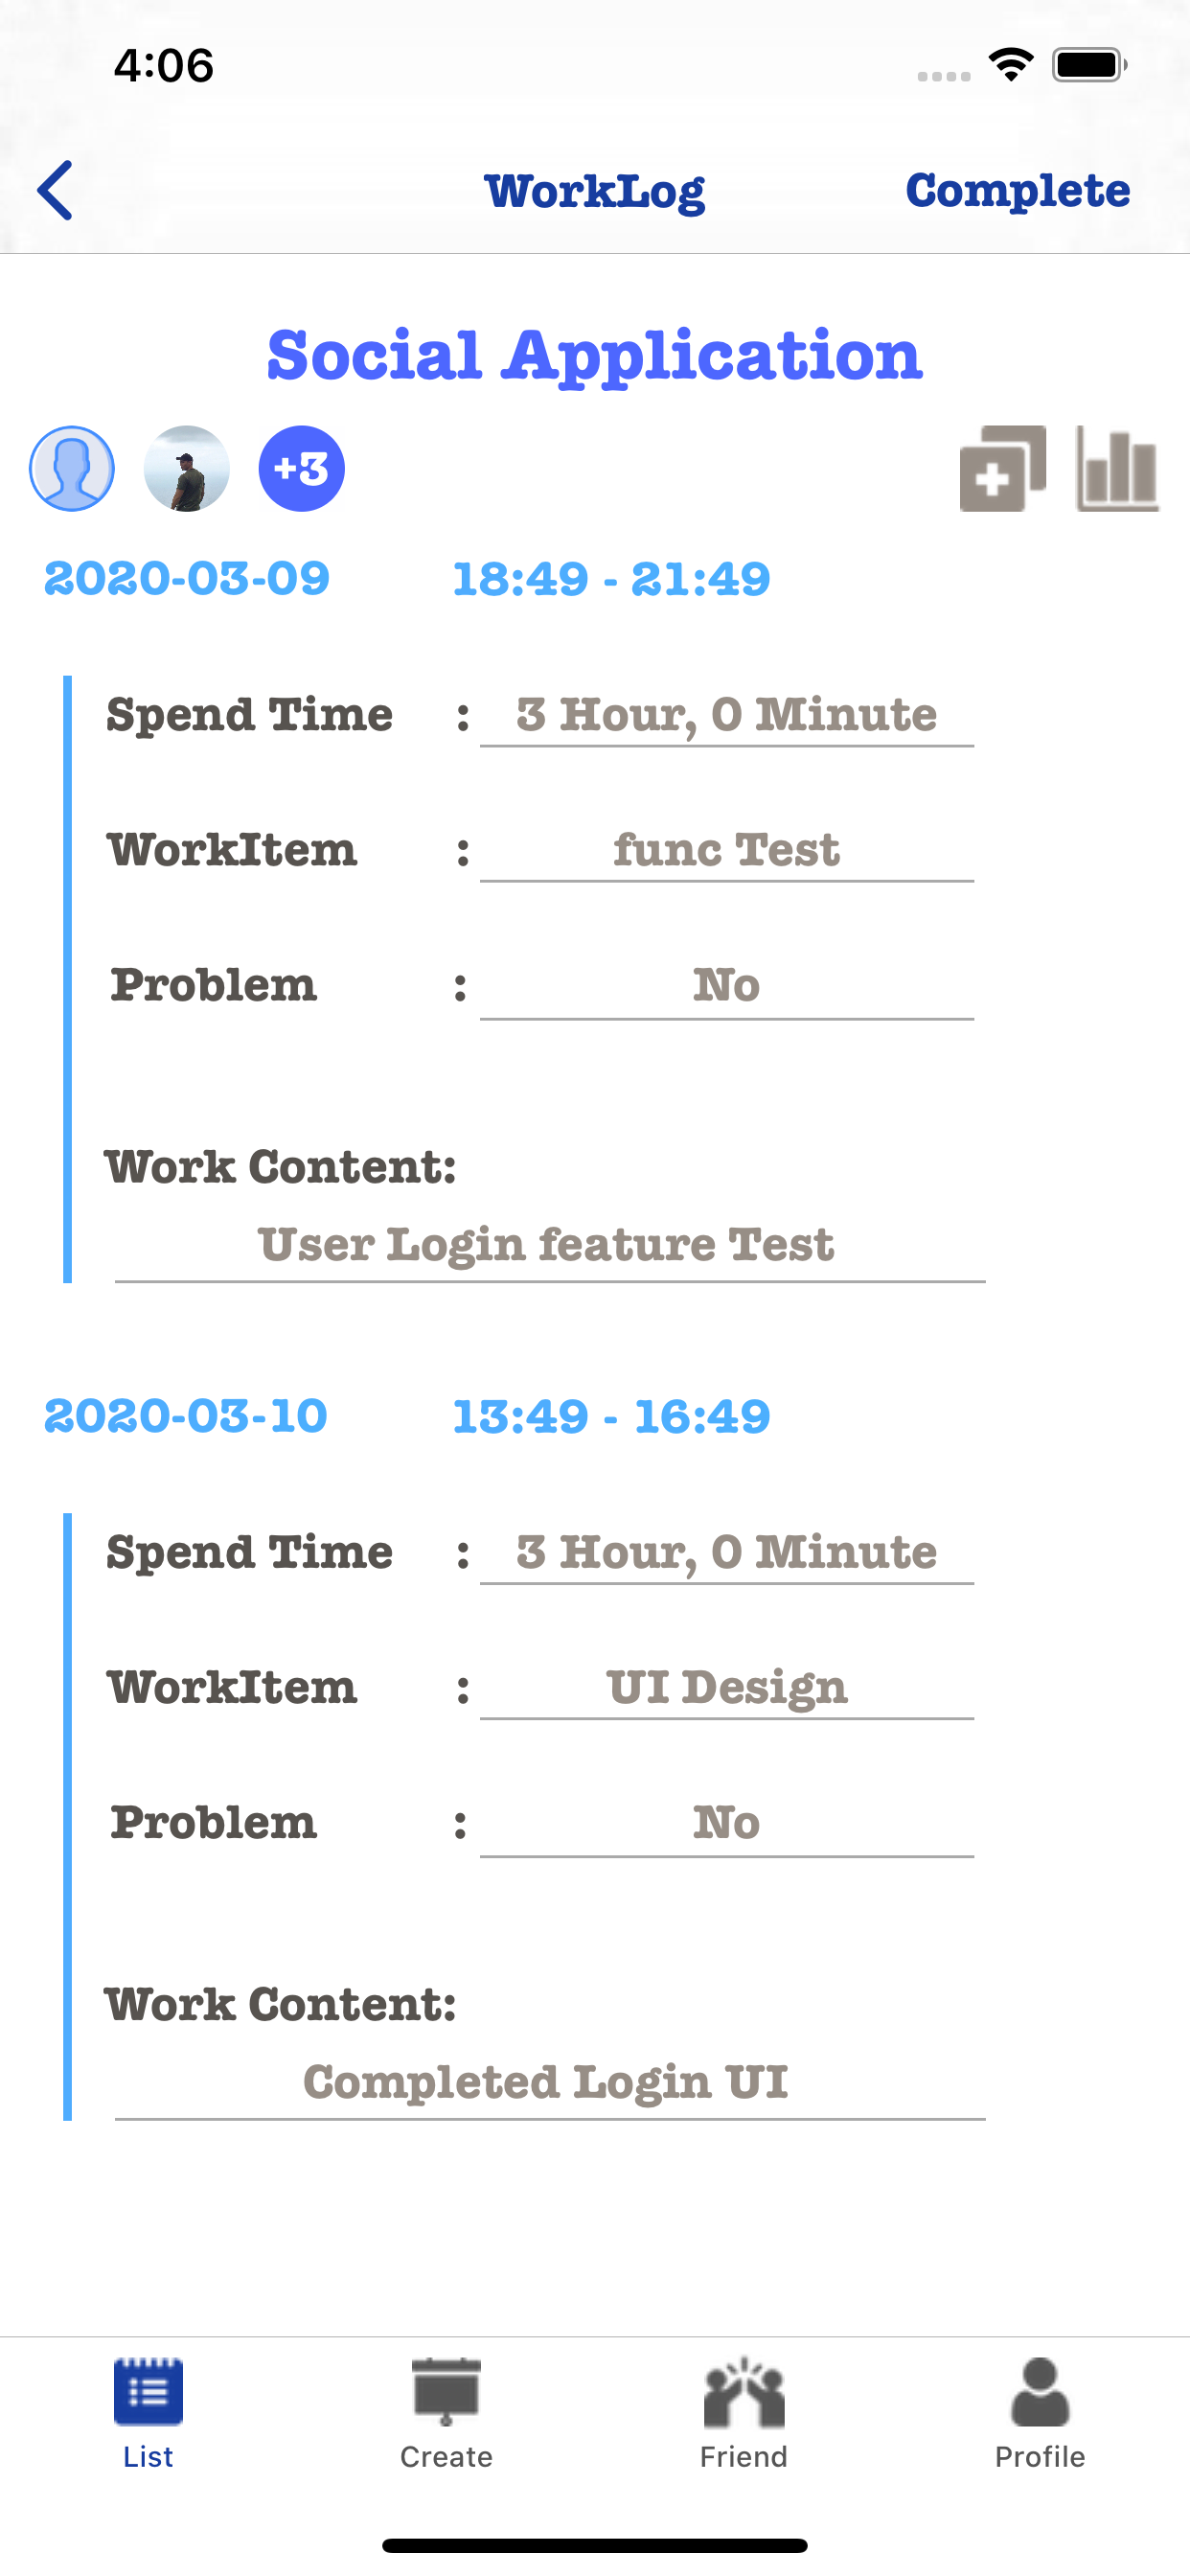 4:06
WorkLog Complete
Social Application
+3
2020-03-09 18:49 - 21:49
Spend Time : 3 Hour, 0 Minute
WorkItem : func Test
Problem : No
Work Content:
User Login feature Test
2020-03-10 13:49 - 16:49
Spend Time : 3 Hour, 0 Minute
WorkItem : UI Design
Problem : No
Work Content:
Completed Login UI
List Create Friend Profile